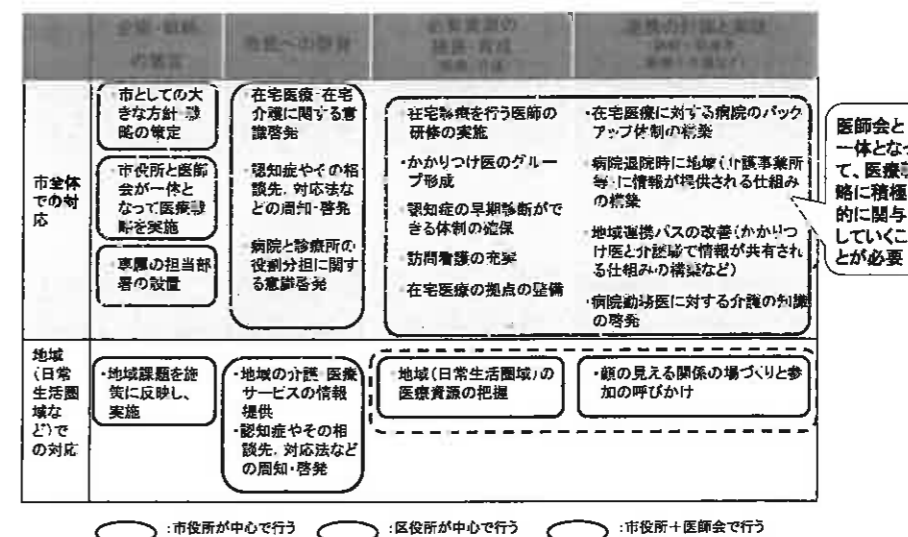 の策定
市民への啓発
市全体
での対
応
・市としての大
きな方針・戦
略の策定
・市役所と医師
会が一体と
なって医療戦
略を実施
・専属の担当部
署の設置
・在宅医療・在宅
介護に関する意
識啓発
・認知症やその相
談先、対応法な
どの周知・啓発
・病院と診療所の
役割分担に関す
る意識啓発
・在宅診療を行う医師の
研修の実施
・かかりつけ医のグルー
プ形成
・認知症の早期診断がで
きる体制の確保
・訪問看護の充実
・在宅医療の拠点の整備
・在宅医療に対する病院のバック
アップ体制の構築
・病院退院時に地域(介護事業所
等)に情報が提供される仕組み
の構築
・地域連携パスの改善(かかりつ
け医と介護等で情報が共有され
る仕組みの構築など)
・病院勤務医に対する介護の知識
の啓発
医師会と
一体となっ
て、医療戦
略に積極
的に関与
していくこ
とが必要
地域
(日常
生活圏
域な
ど)で
の対応
・地域課題を施
策に反映し、
実施
・地域の介護・医療
サービスの情報
提供
・認知症やその相
談先、対応法など
の周知・啓発
・地域(日常生活圏域)の
医療資源の把握
・顔の見える関係の場づくりと参
加の呼びかけ
:市役所が中心で行う
:区役所が中心で行う
:市役所+医師会で行う